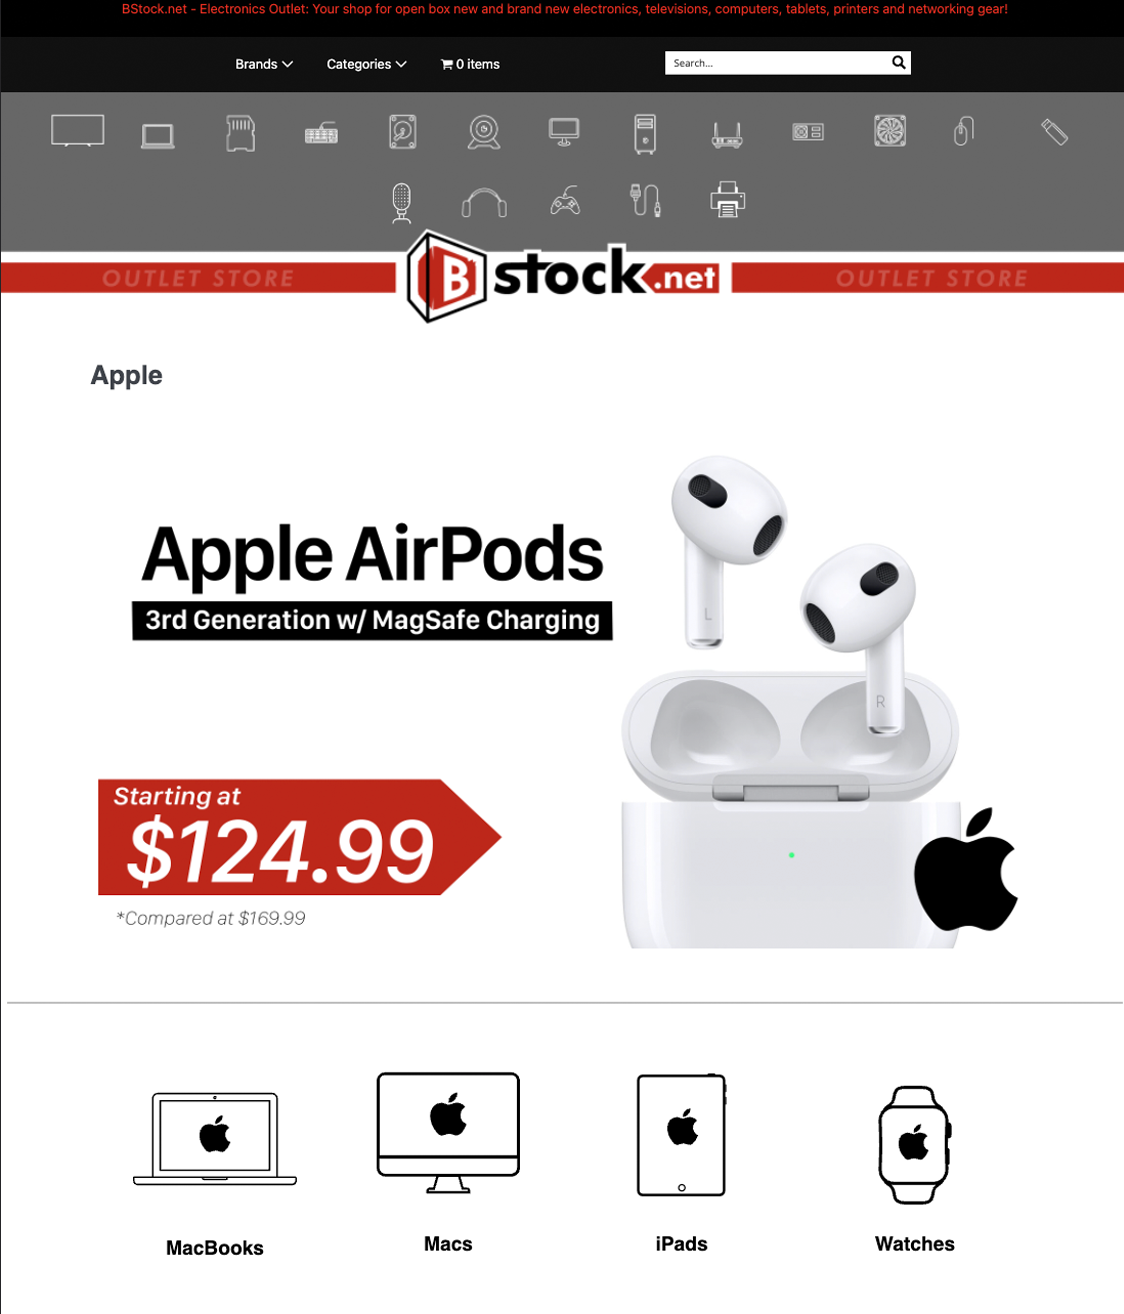 BStock.net - Electronics Outlet: Your shop for open box new and brand new electronics, televisions, computers, tablets, printers and networking gear!
Brands Categories 0 items Search...
OUTLET STORE Bstock.net OUTLET STORE
Apple
Apple AirPods
3rd Generation w/ MagSafe Charging
L
R
Starting at
$124.99
*Compared at $169.99
MacBooks Macs iPads Watches